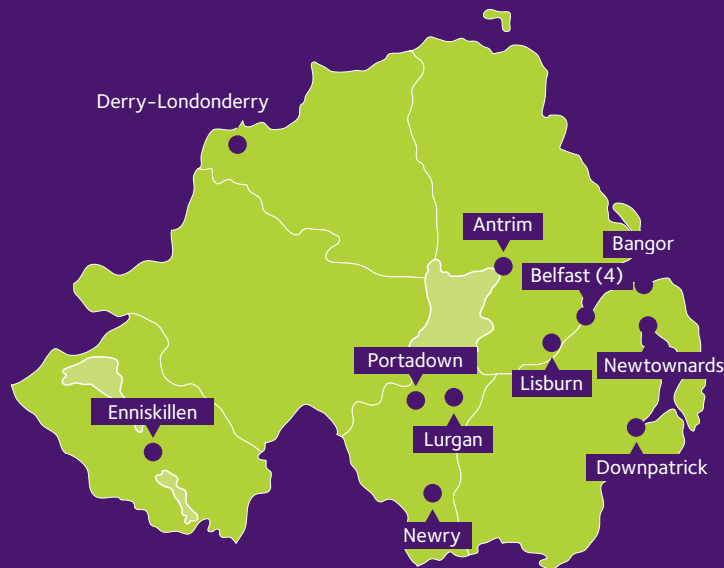 Derry-Londonderry
Antrim
Bangor
Belfast (4)
Portadown
Lisburn
Newtownards
Enniskillen
Lurgan
Downpatrick
Newry